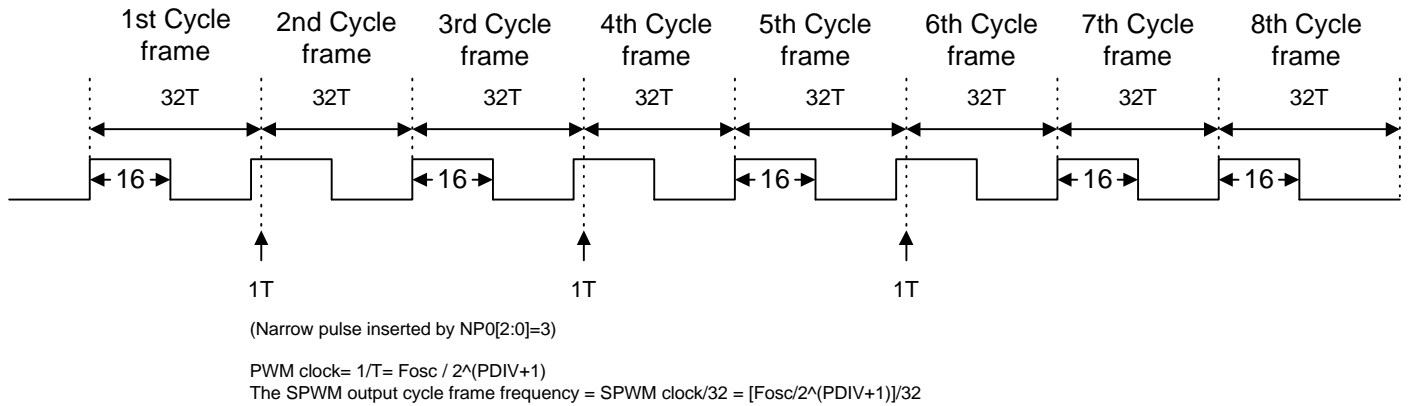 1st Cycle frame
2nd Cycle frame
3rd Cycle frame
4th Cycle frame
5th Cycle frame
6th Cycle frame
7th Cycle frame
8th Cycle frame
32T 32T 32T 32T 32T 32T 32T 32T
16 16 16 16 16
1T 1T 1T
(Narrow pulse inserted by NP0[2:0]=3)
PWM clock= 1/T= Fosc / 2^(PDIV+1)
The SPWM output cycle frame frequency = SPWM clock/32 = [Fosc/2^(PDIV+1)]/32